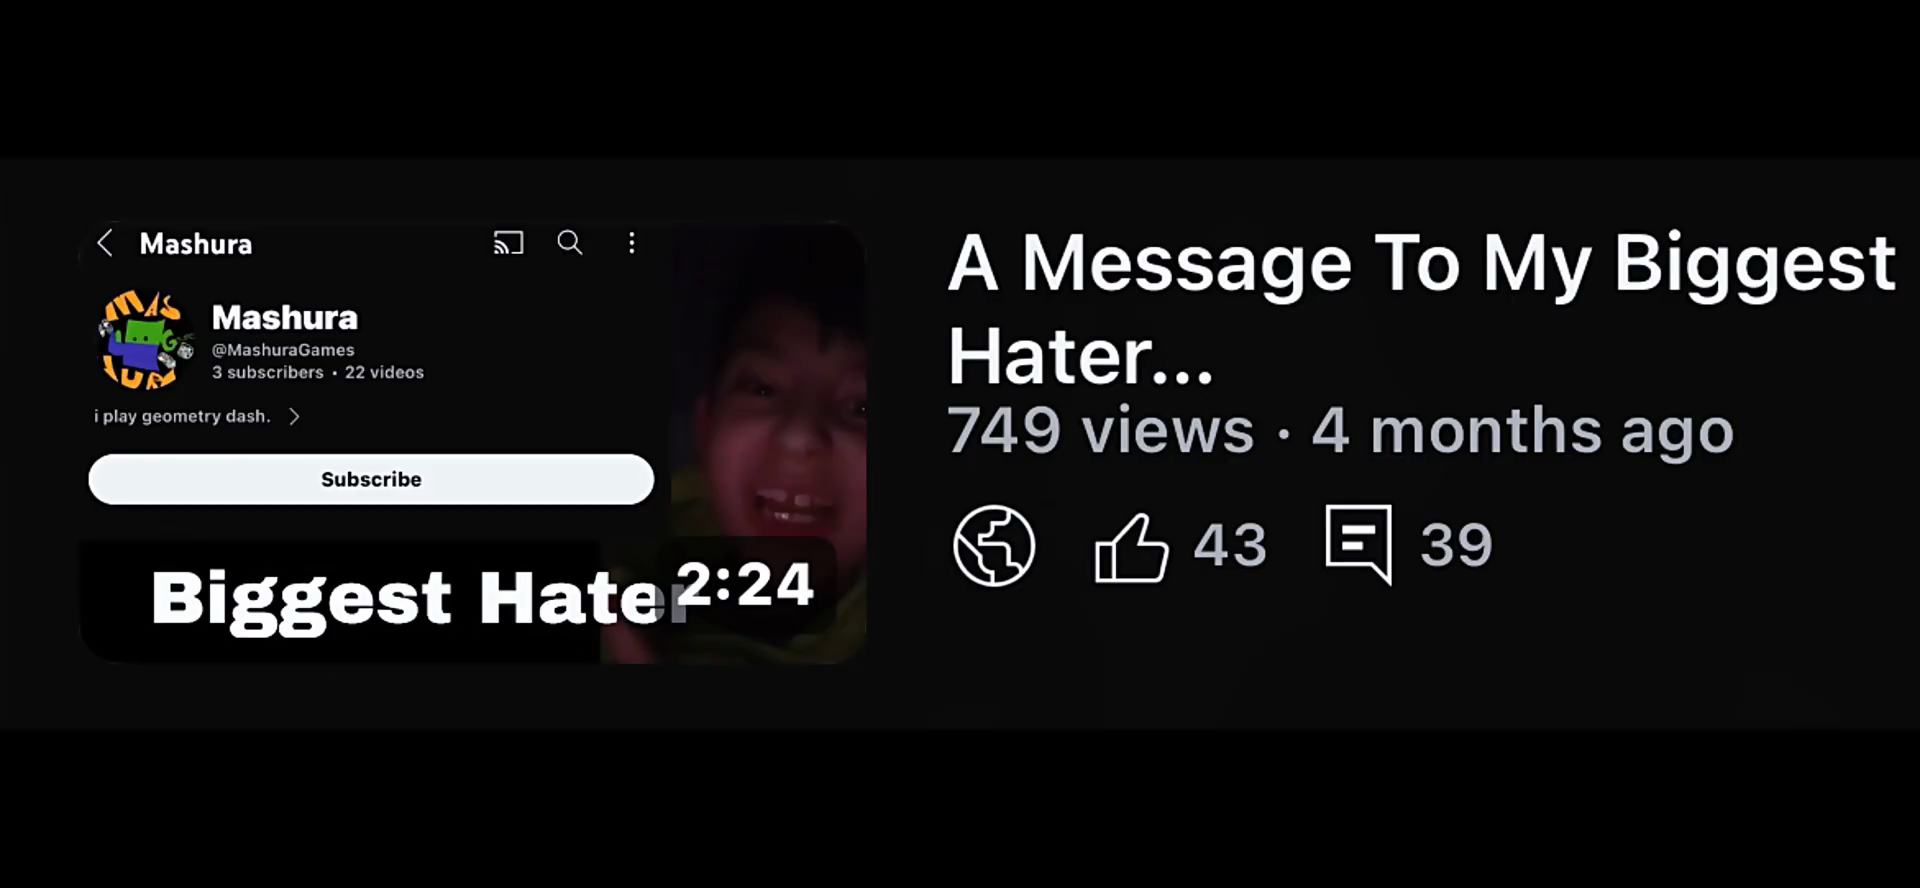 Mashura
MAS
Mashura
@MashuraGames
3 subscribers • 22 videos
i play geometry dash.
Subscribe
Biggest Hater
2:24
A Message To My Biggest
Hater...
749 views · 4 months ago
43
39